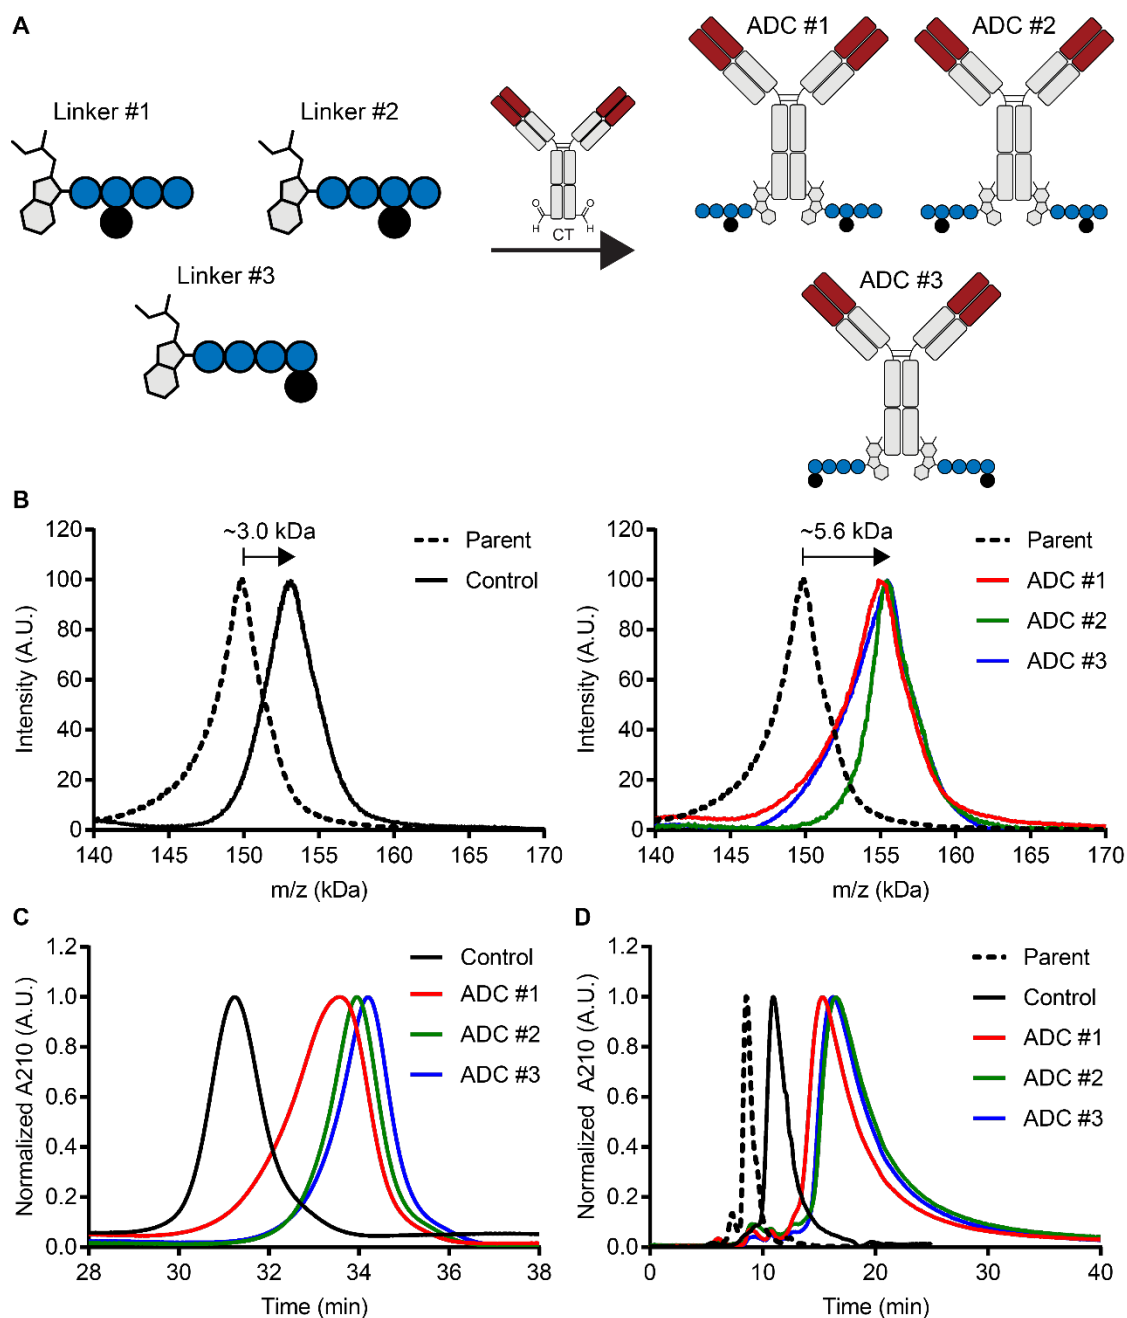 A
Linker #1
Linker #2
Linker #3
O
H
O
H
CT
ADC #1
ADC #2
ADC #3
B
~3.0 kDa
Parent
Control
Intensity (A.U.)
120
100
80
60
40
20
0
140 145 150 155 160 165 170
m/z (kDa)
~5.6 kDa
Parent
ADC #1
ADC #2
ADC #3
Intensity (A.U.)
120
100
80
60
40
20
0
140 145 150 155 160 165 170
m/z (kDa)
C
Control
ADC #1
ADC #2
ADC #3
Normalized A210 (A.U.)
1.2
1.0
0.8
0.6
0.4
0.2
0.0
28 30 32 34 36 38
Time (min)
D
Parent
Control
ADC #1
ADC #2
ADC #3
Normalized A210 (A.U.)
1.2
1.0
0.8
0.6
0.4
0.2
0.0
0 10 20 30 40
Time (min)